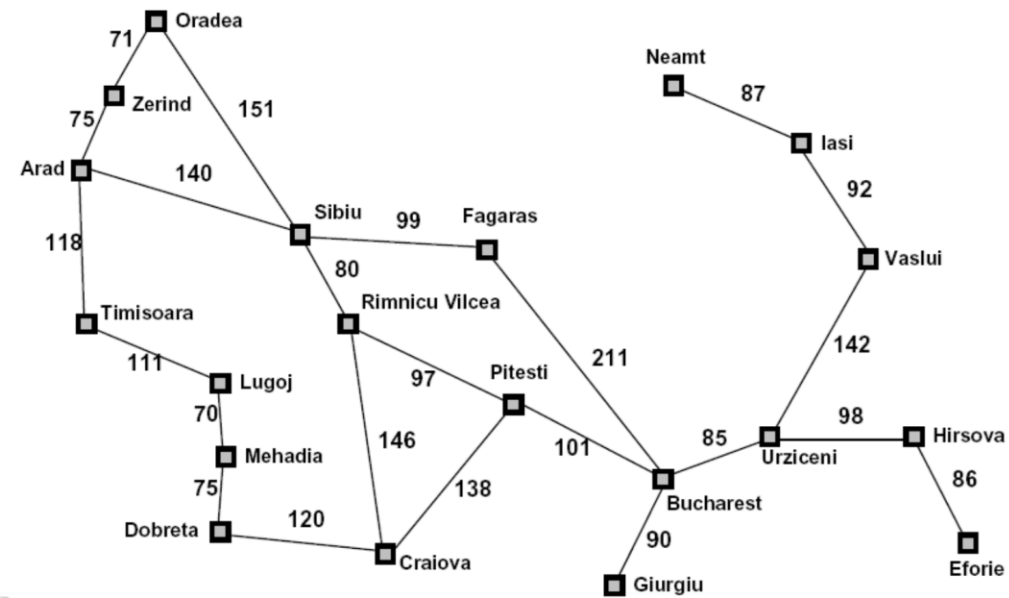 Oradea
71
Neamt
87
Zerind
151
75
Iasi
Arad
140
92
Sibiu
99
Fagaras
118
Vaslui
80
Rimnicu Vilcea
Timisoara
142
211
111
Pitesti
97
Lugoj
70
98
146
101
85
Hirsova
Mehadia
Urziceni
86
75
138
Bucharest
120
Dobreta
90
Craiova
Eforie
Giurgiu